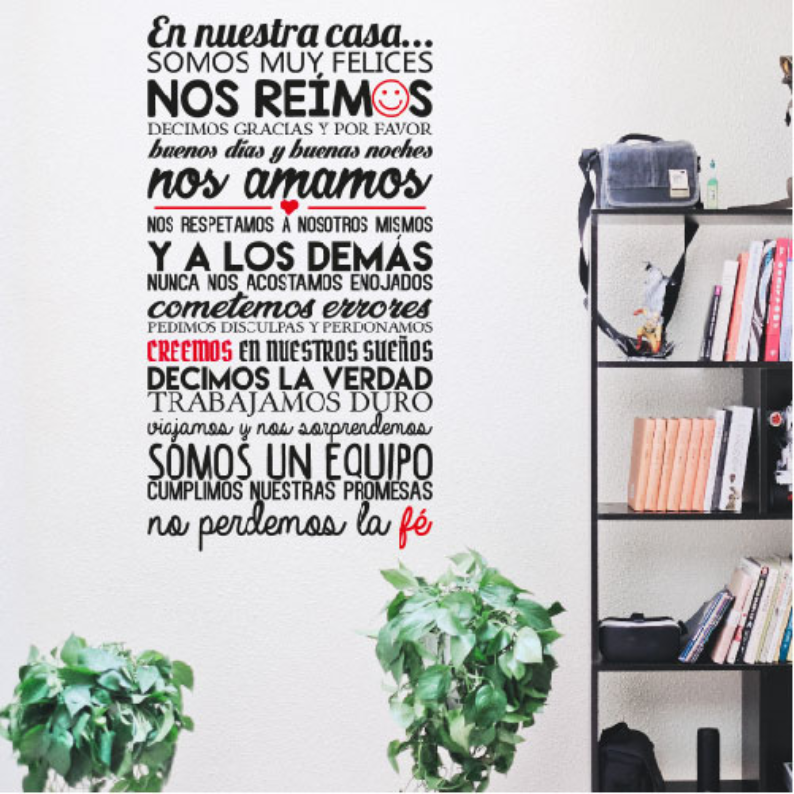 En nuestra casa...
SOMOS MUY FELICES
NOS REÍMOS
DECIMOS GRACIAS Y POR FAVOR
buenos días y buenas noches
nos amamos
NOS RESPETAMOS A NOSOTROS MISMOS
Y A LOS DEMÁS
NUNCA NOS ACOSTAMOS ENOJADOS
cometemos errores
PEDIMOS DISCULPAS Y PERDONAMOS
CREEMOS EN NUESTROS SUEÑOS
DECIMOS LA VERDAD
TRABAJAMOS DURO
viajamos y nos sorprendemos
SOMOS UN EQUIPO
CUMPLIMOS NUESTRAS PROMESAS
no perdemos la fé